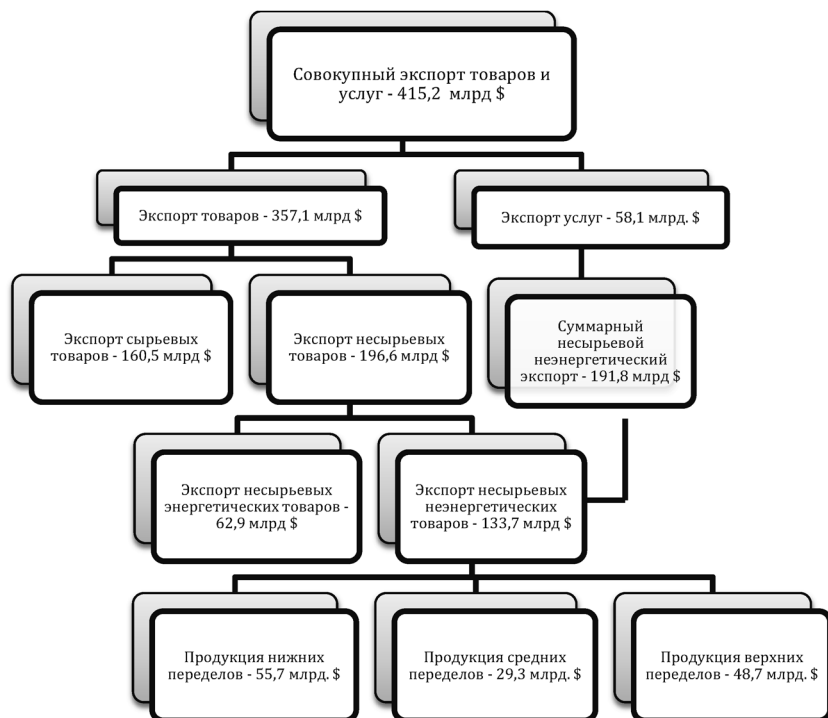 Совокупный экспорт товаров и
услуг - 415,2 млрд $
Экспорт товаров - 357,1 млрд $
Экспорт услуг - 58,1 млрд. $
Экспорт сырьевых
товаров - 160,5 млрд $
Экспорт несырьевых
товаров - 196,6 млрд $
Суммарный
несырьевой
неэнергетический
экспорт - 191,8 млрд $
Экспорт несырьевых
энергетических товаров -
62,9 млрд $
Экспорт несырьевых
неэнергетических
товаров - 133,7 млрд $
Продукция нижних
переделов - 55,7 млрд. $
Продукция средних
переделов - 29,3 млрд. $
Продукция верхних
переделов - 48,7 млрд. $